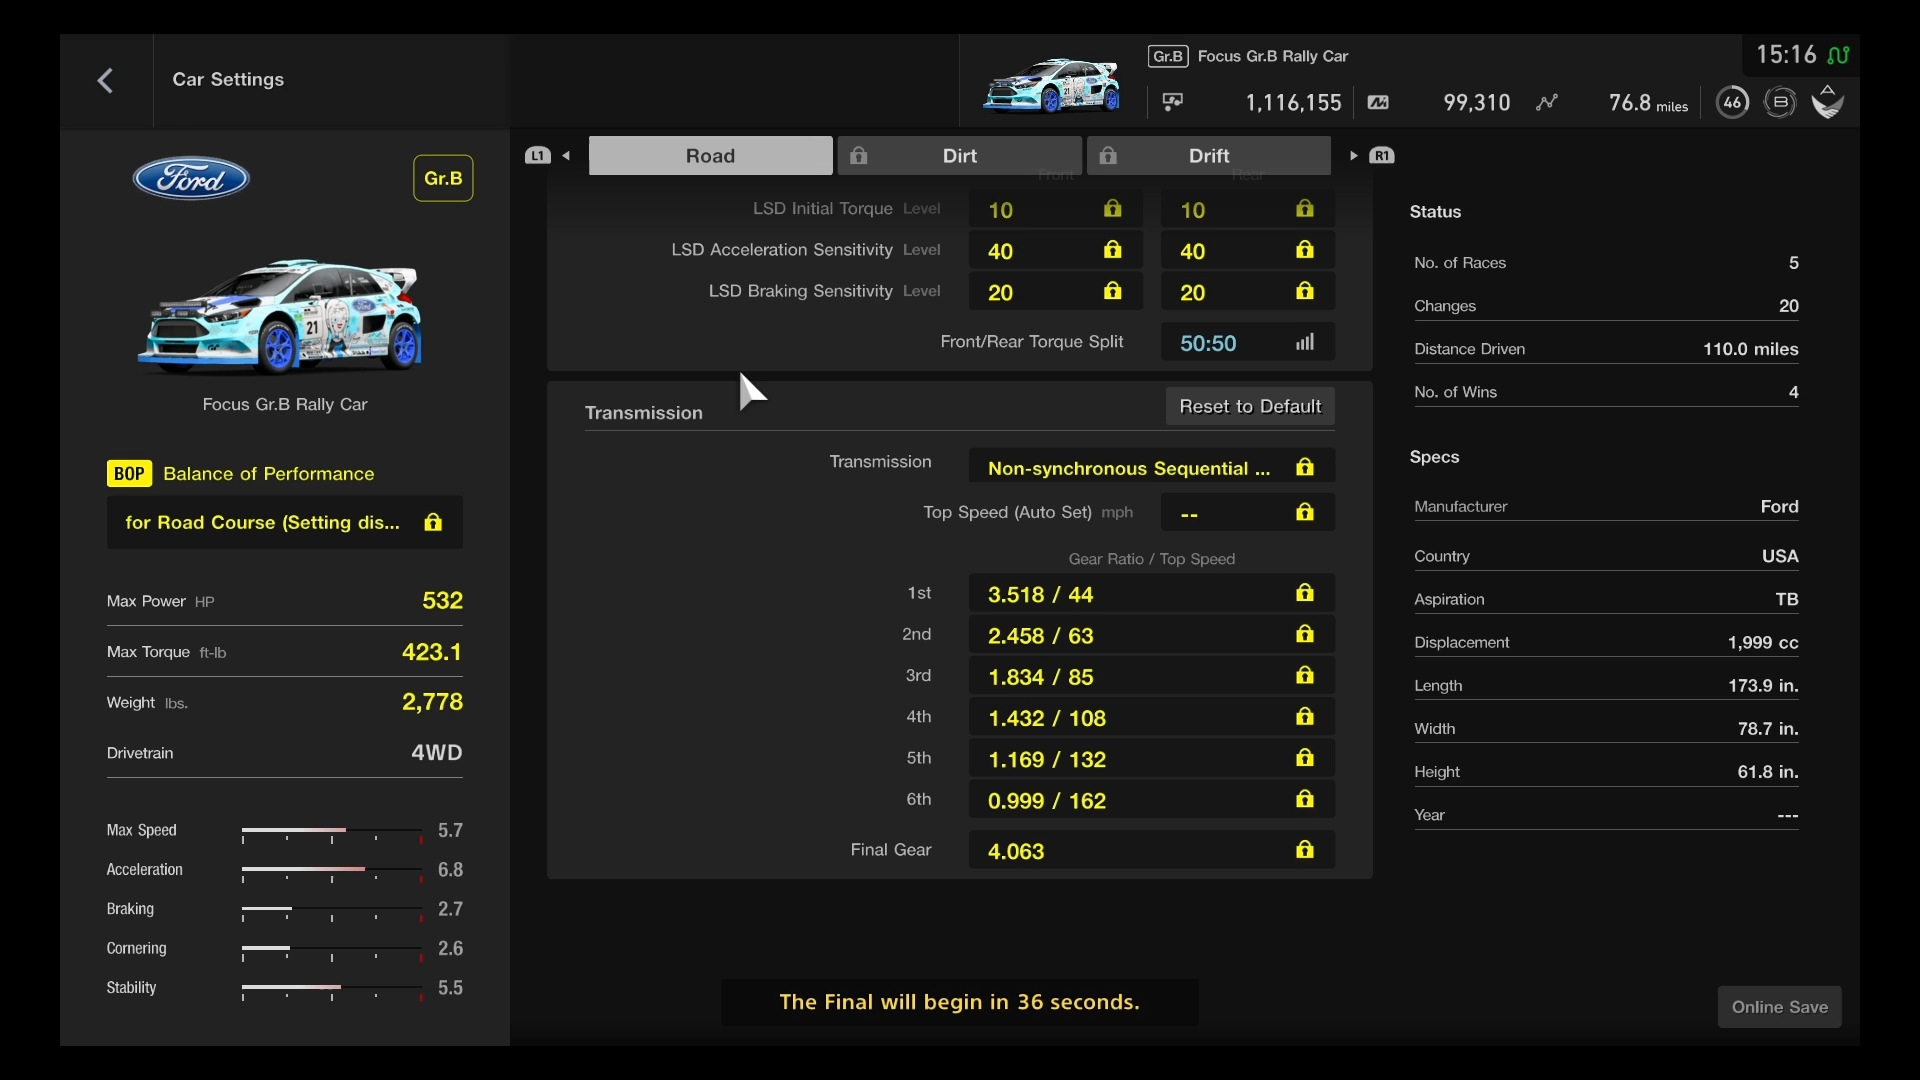 Car Settings
Gr.B Focus Gr.B Rally Car
15:16
1,116,155 99,310 76.8 miles 46 B
L1 Road Dirt Drift R1
Ford Gr.B
21
Focus Gr.B Rally Car
BOP Balance of Performance
for Road Course (Setting dis...
Max Power HP 532
Max Torque ft-lb 423.1
Weight lbs. 2,778
Drivetrain 4WD
Max Speed 5.7
Acceleration 6.8
Braking 2.7
Cornering 2.6
Stability 5.5
Front Rear
LSD Initial Torque Level 10 10
LSD Acceleration Sensitivity Level 40 40
LSD Braking Sensitivity Level 20 20
Front/Rear Torque Split 50:50
Transmission Reset to Default
Transmission Non-synchronous Sequential ...
Top Speed (Auto Set) mph --
Gear Ratio / Top Speed
1st 3.518 / 44
2nd 2.458 / 63
3rd 1.834 / 85
4th 1.432 / 108
5th 1.169 / 132
6th 0.999 / 162
Final Gear 4.063
Status
No. of Races 5
Changes 20
Distance Driven 110.0 miles
No. of Wins 4
Specs
Manufacturer Ford
Country USA
Aspiration TB
Displacement 1,999 cc
Length 173.9 in.
Width 78.7 in.
Height 61.8 in.
Year ---
The Final will begin in 36 seconds.
Online Save